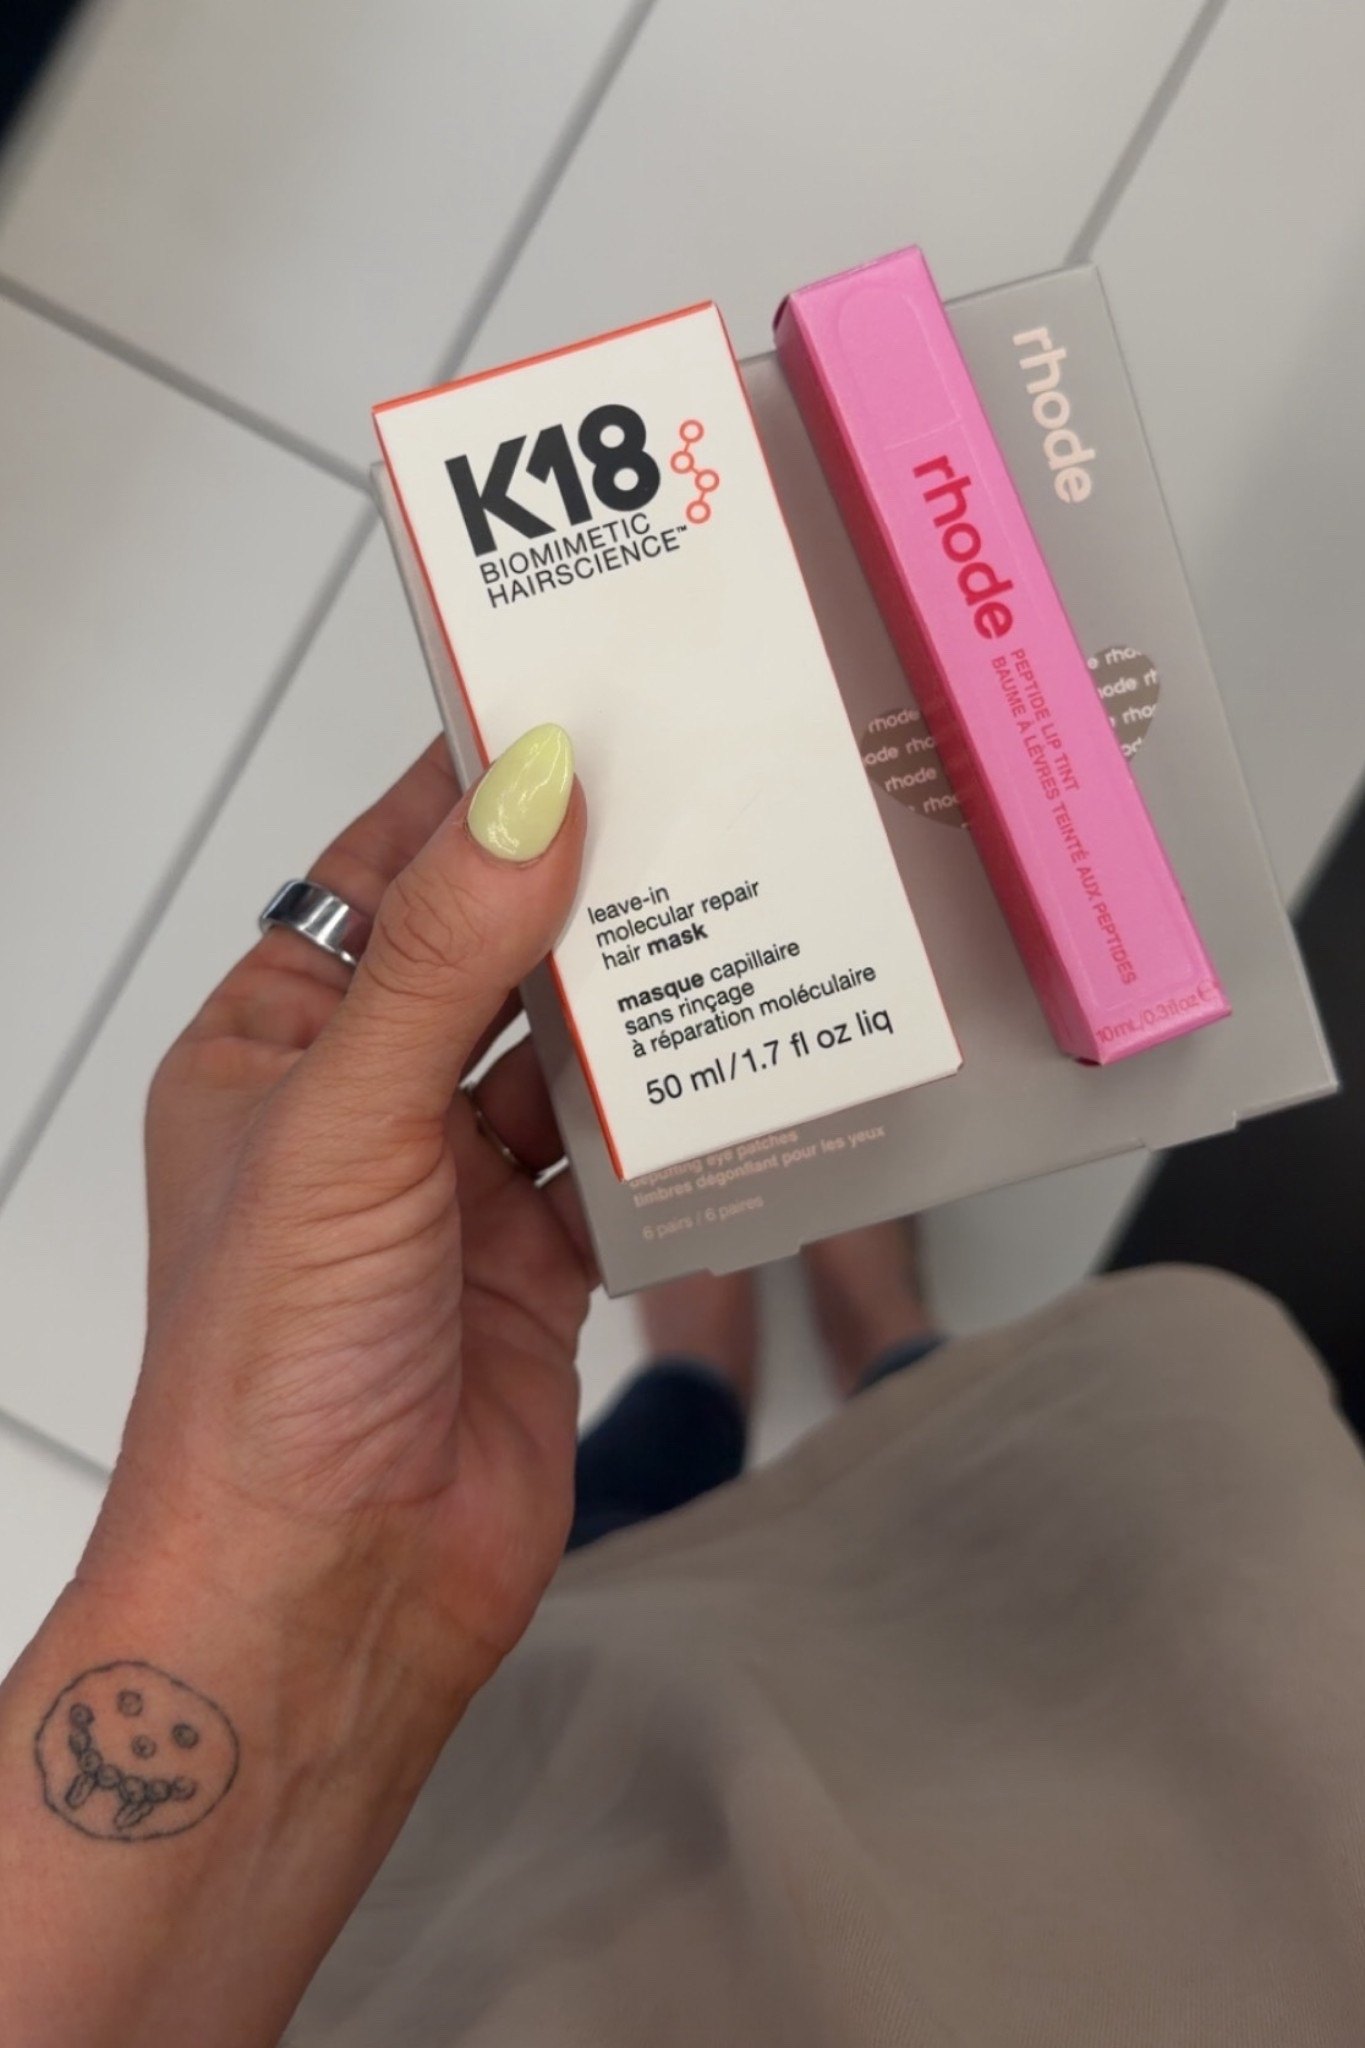 K18
BIOMIMETIC
HAIRSCIENCE™
leave-in
molecular repair
hair mask
masque capillaire
sans rinçage
à réparation moléculaire
50 ml/1.7 fl oz liq
rhode
PEPTIDE LIP TINT
BAUME À LÈVRES TEINTÉ AUX PEPTIDES
10 mL/0.3 fl oz ℮
rhode
rhode
rhode
eye patches
timbres dégonflant pour les yeux
6 pairs / 6 paires